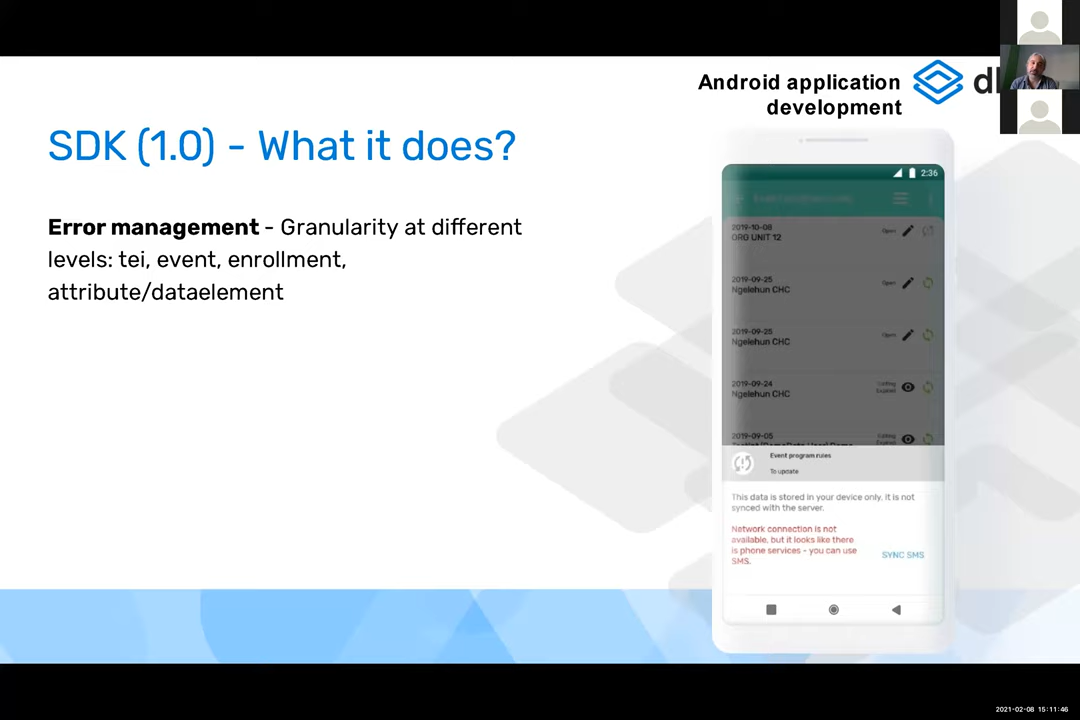 Android application
development
SDK (1.0) - What it does?
Error management - Granularity at different
levels: tei, event, enrollment,
attribute/dataelement
2:36
2019-10-08
ORG UNIT 12
Open
2019-09-25
Ngelehun CHC
Open
2019-09-25
Ngelehun CHC
Open
2019-09-24
Ngelehun CHC
Expired
2019-09-05
Event program rules
To update
This data is stored in your device only, it is not
synced with the server.
Network connection is not
available, but it looks like there
is phone services - you can use
SMS.
SYNC SMS
2021-02-08 15:11:46